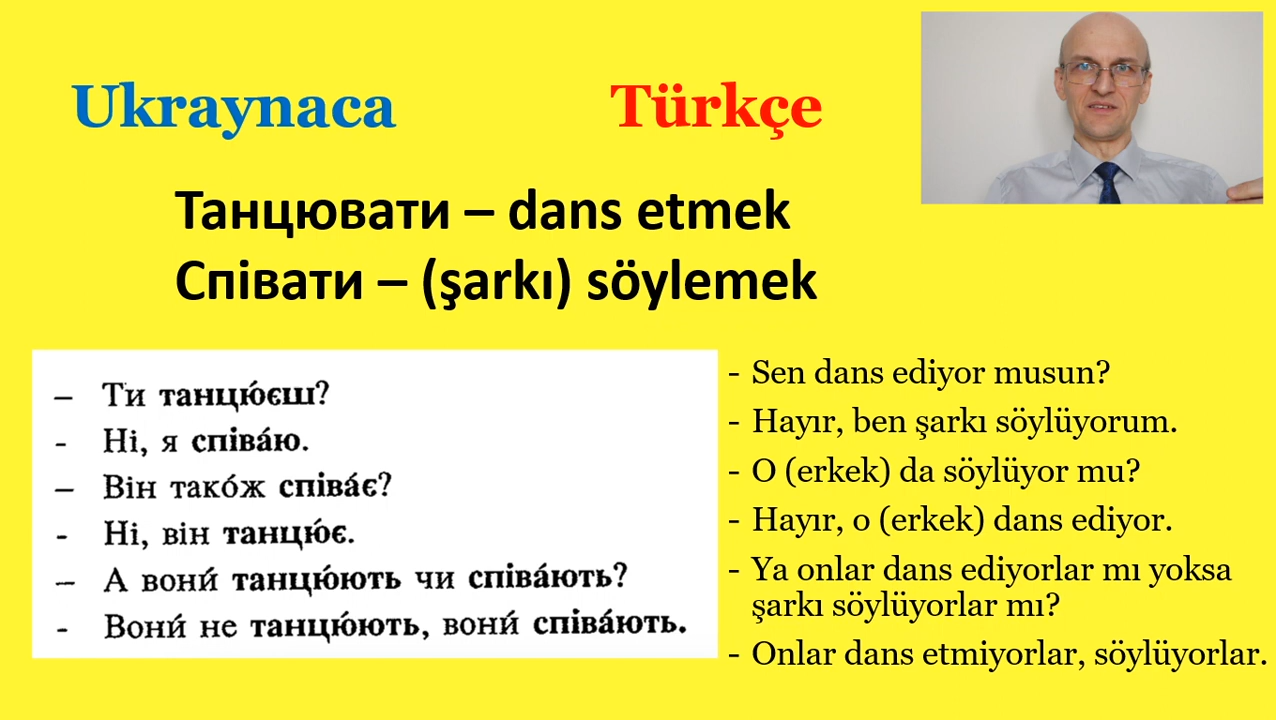 Ukraynaca
Türkçe
Танцювати – dans etmek
Співати – (şarkı) söylemek
– Ти танцю́єш?
- Ні, я співа́ю.
– Він тако́ж співа́є?
- Ні, він танцю́є.
– А вони́ танцю́ють чи співа́ють?
- Вони́ не танцю́ють, вони́ співа́ють.
- Sen dans ediyor musun?
- Hayır, ben şarkı söylüyorum.
- O (erkek) da söylüyor mu?
- Hayır, o (erkek) dans ediyor.
- Ya onlar dans ediyorlar mı yoksa
şarkı söylüyorlar mı?
- Onlar dans etmiyorlar, söylüyorlar.